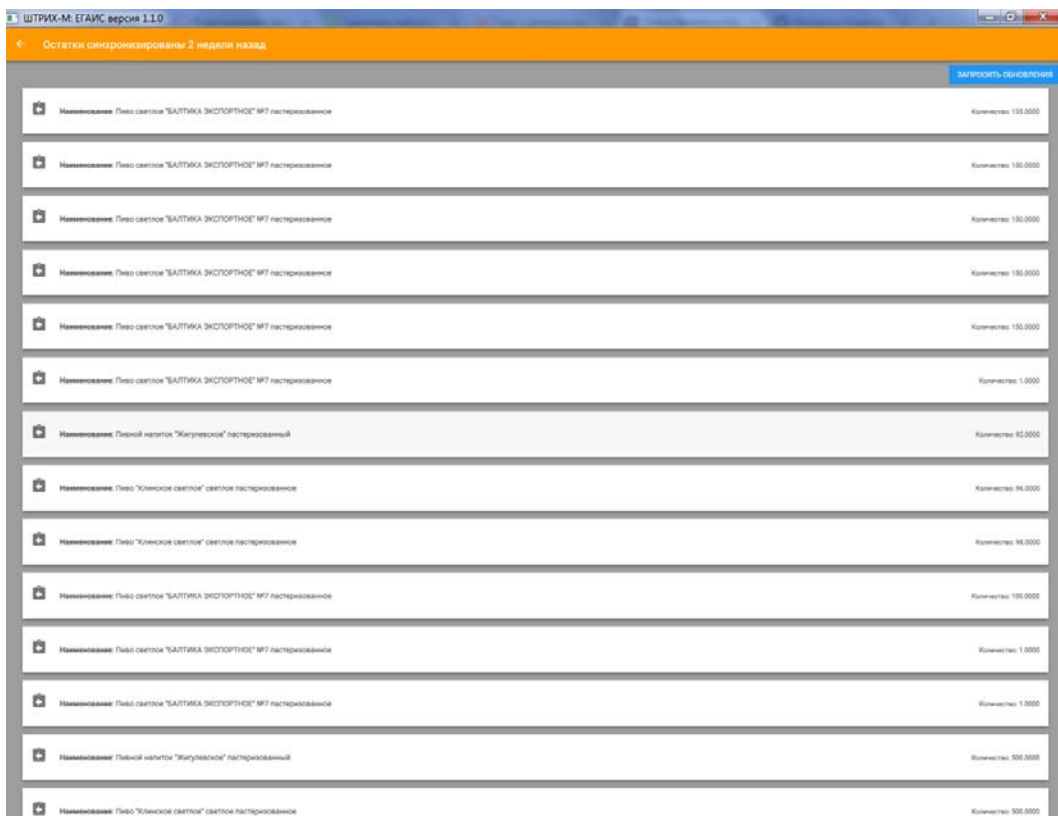 ШТРИХ-М: ЕГАИС версия 1.1.0
Остатки синхронизированы 2 недели назад
ЗАПРОСИТЬ ОБНОВЛЕНИЯ
Наименование: Пиво светлое "БАЛТИКА ЭКСПОРТНОЕ" №7 пастеризованное Количество: 135.0000
Наименование: Пиво светлое "БАЛТИКА ЭКСПОРТНОЕ" №7 пастеризованное Количество: 150.0000
Наименование: Пиво светлое "БАЛТИКА ЭКСПОРТНОЕ" №7 пастеризованное Количество: 150.0000
Наименование: Пиво светлое "БАЛТИКА ЭКСПОРТНОЕ" №7 пастеризованное Количество: 150.0000
Наименование: Пиво светлое "БАЛТИКА ЭКСПОРТНОЕ" №7 пастеризованное Количество: 150.0000
Наименование: Пиво светлое "БАЛТИКА ЭКСПОРТНОЕ" №7 пастеризованное Количество: 1.0000
Наименование: Пивной напиток "Жигулевское" пастеризованный Количество:
Наименование: Пиво "Клинское светлое" светлое пастеризованное Количество: 96.0000
Наименование: Пиво "Клинское светлое" светлое пастеризованное Количество: 98.0000
Наименование: Пиво светлое "БАЛТИКА ЭКСПОРТНОЕ" №7 пастеризованное Количество: 100.0000
Наименование: Пиво светлое "БАЛТИКА ЭКСПОРТНОЕ" №7 пастеризованное Количество: 1.0000
Наименование: Пиво светлое "БАЛТИКА ЭКСПОРТНОЕ" №7 пастеризованное Количество: 1.0000
Наименование: Пивной напиток "Жигулевское" пастеризованный Количество: 500.0000
Наименование: Пиво "Клинское светлое" светлое пастеризованное Количество: 500.0000